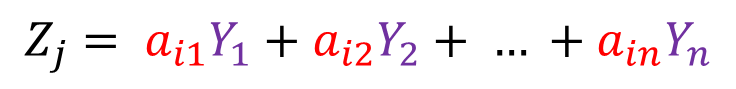 Z_j = a_{i1}Y_1 + a_{i2}Y_2 + … + a_{in}Y_n